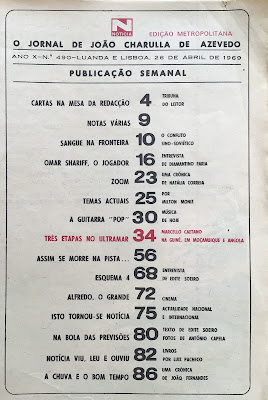 N
NOTÍCIA
EDIÇÃO METROPOLITANA
O JORNAL DE JOÃO CHARULLA DE AZEVEDO
ANO X-N.º 490-LUANDA E LISBOA, 26 DE ABRIL DE 1969
PUBLICAÇÃO SEMANAL
CARTAS NA MESA DA REDACÇÃO 4 TRIBUNA DO LEITOR
NOTAS VÁRIAS 9
SANGUE NA FRONTEIRA 10 O CONFLITO SINO-SOVIÉTICO
OMAR SHARIFF, O JOGADOR 16 ENTREVISTA DE DIAMANTINO FARIA
ZOOM 23 UMA CRÓNICA DE NATÁLIA CORREIA
TEMAS ACTUAIS 25 POR MILTON MONIZ
A GUITARRA "POP" 30 MÚSICA DE HOJE
TRÊS ETAPAS NO ULTRAMAR 34 MARCELLO CAETANO NA GUINÉ, EM MOÇAMBIQUE E ANGOLA
ASSIM SE MORRE NA PISTA... 56
ESQUEMA 4 68 ENTREVISTA DE EDITE SOEIRO
ALFREDO, O GRANDE 72 CINEMA
ISTO TORNOU-SE NOTÍCIA 75 ACTUALIDADE NACIONAL E INTERNACIONAL
NA BOLA DAS PREVISÕES 80 TEXTO DE EDITE SOEIRO FOTOS DE ANTÓNIO CAPELA
NOTÍCIA VIU, LEU E OUVIU 82 LIVROS POR LUIZ PACHECO
A CHUVA E O BOM TEMPO 86 UMA CRÓNICA DE JOÃO FERNANDES